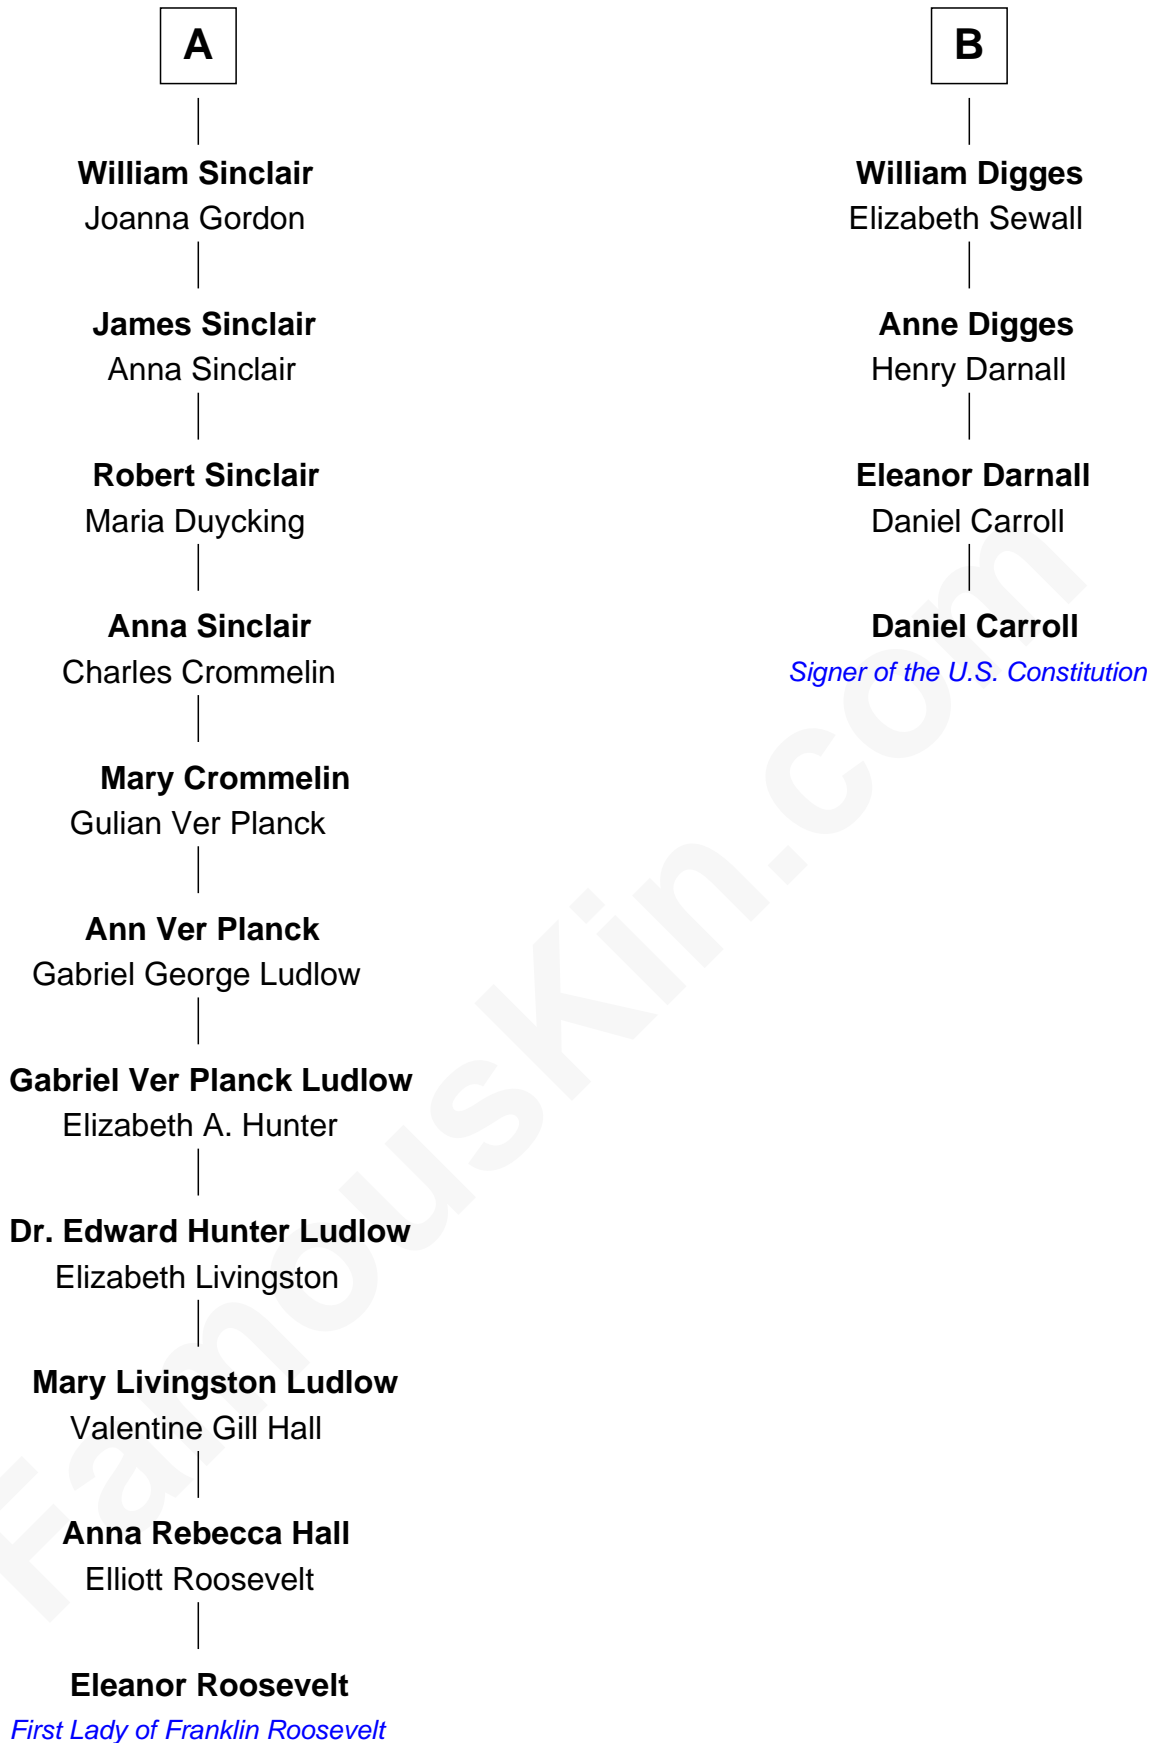 A
William Sinclair
Joanna Gordon
James Sinclair
Anna Sinclair
Robert Sinclair
Maria Duycking
Anna Sinclair
Charles Crommelin
Mary Crommelin
Gulian Ver Planck
Ann Ver Planck
Gabriel George Ludlow
Gabriel Ver Planck Ludlow
Elizabeth A. Hunter
Dr. Edward Hunter Ludlow
Elizabeth Livingston
Mary Livingston Ludlow
Valentine Gill Hall
Anna Rebecca Hall
Elliott Roosevelt
Eleanor Roosevelt
First Lady of Franklin Roosevelt
B
William Digges
Elizabeth Sewall
Anne Digges
Henry Darnall
Eleanor Darnall
Daniel Carroll
Daniel Carroll
Signer of the U.S. Constitution
FamousKin.com